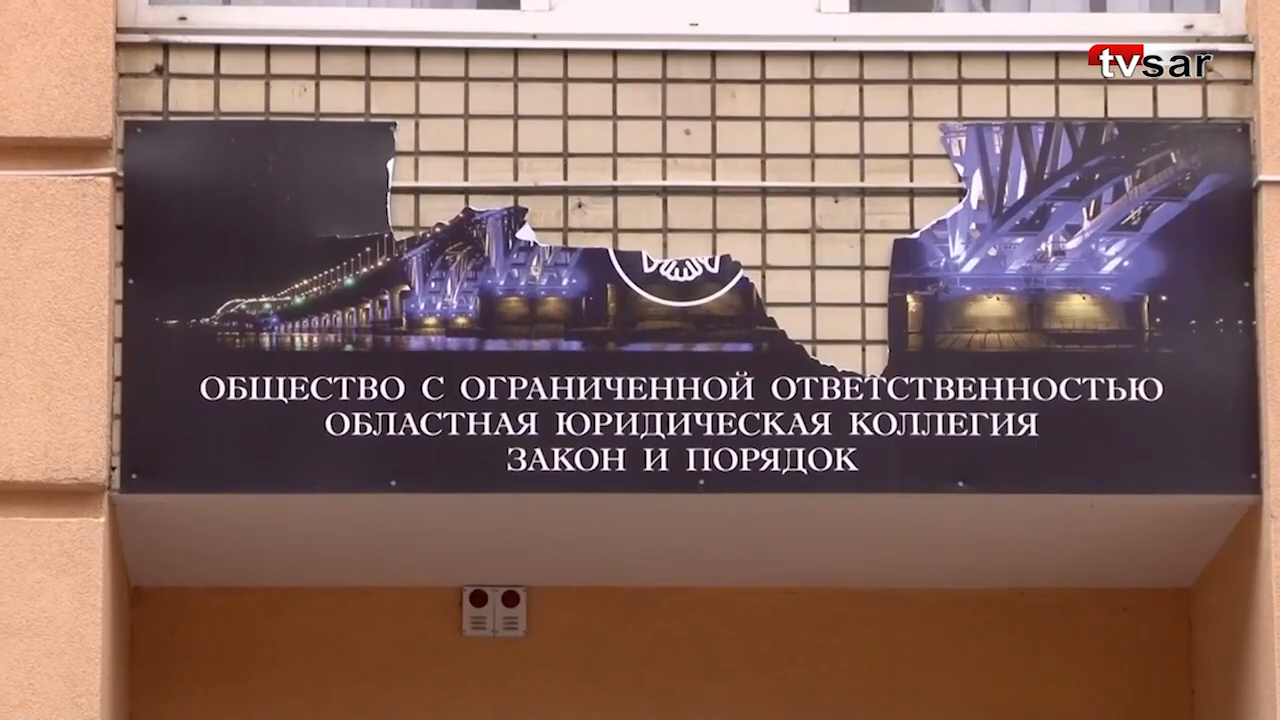 tvsar
ОБЩЕСТВО С ОГРАНИЧЕННОЙ ОТВЕТСТВЕННОСТЬЮ
ОБЛАСТНАЯ ЮРИДИЧЕСКАЯ КОЛЛЕГИЯ
ЗАКОН И ПОРЯДОК